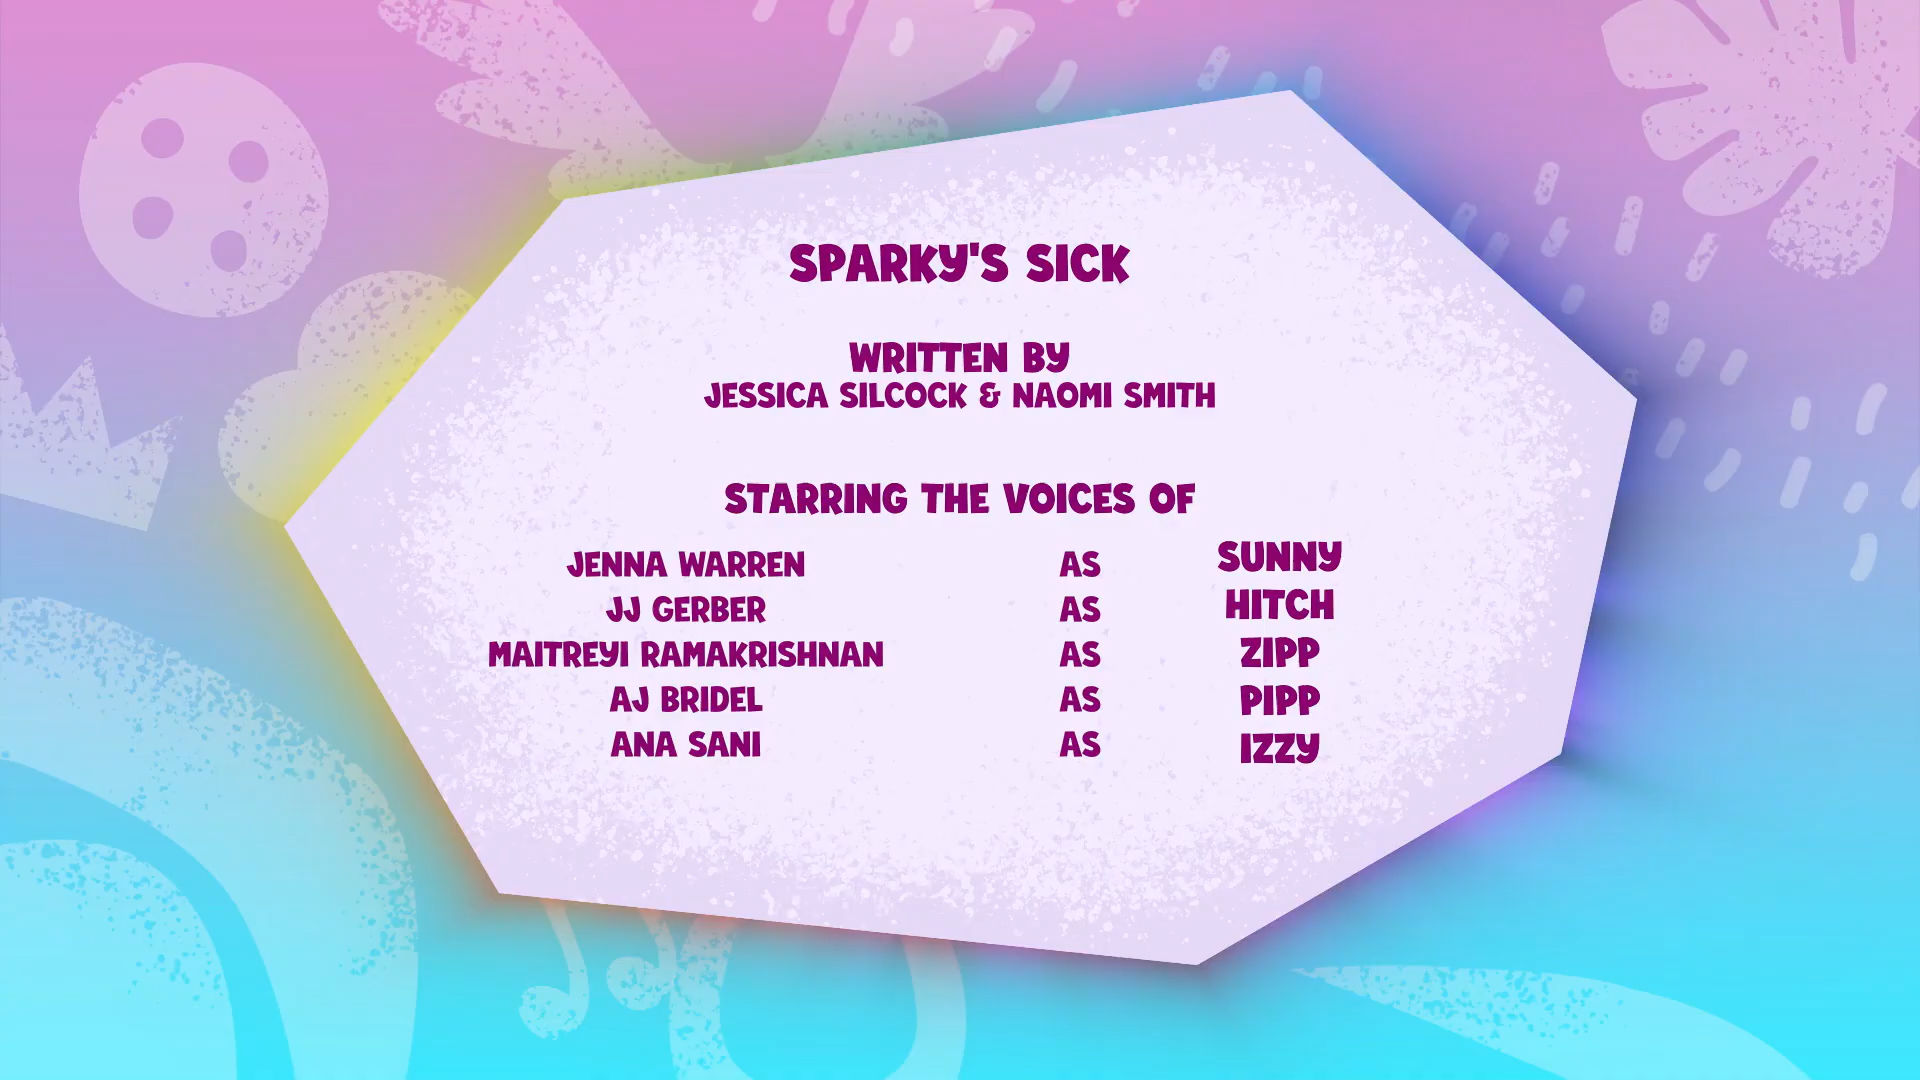 SPARKY'S SICK
WRITTEN BY
JESSICA SILCOCK & NAOMI SMITH
STARRING THE VOICES OF
JENNA WARREN AS SUNNY
JJ GERBER AS HITCH
MAITREYI RAMAKRISHNAN AS ZIPP
AJ BRIDEL AS PIPP
ANA SANI AS IZZY